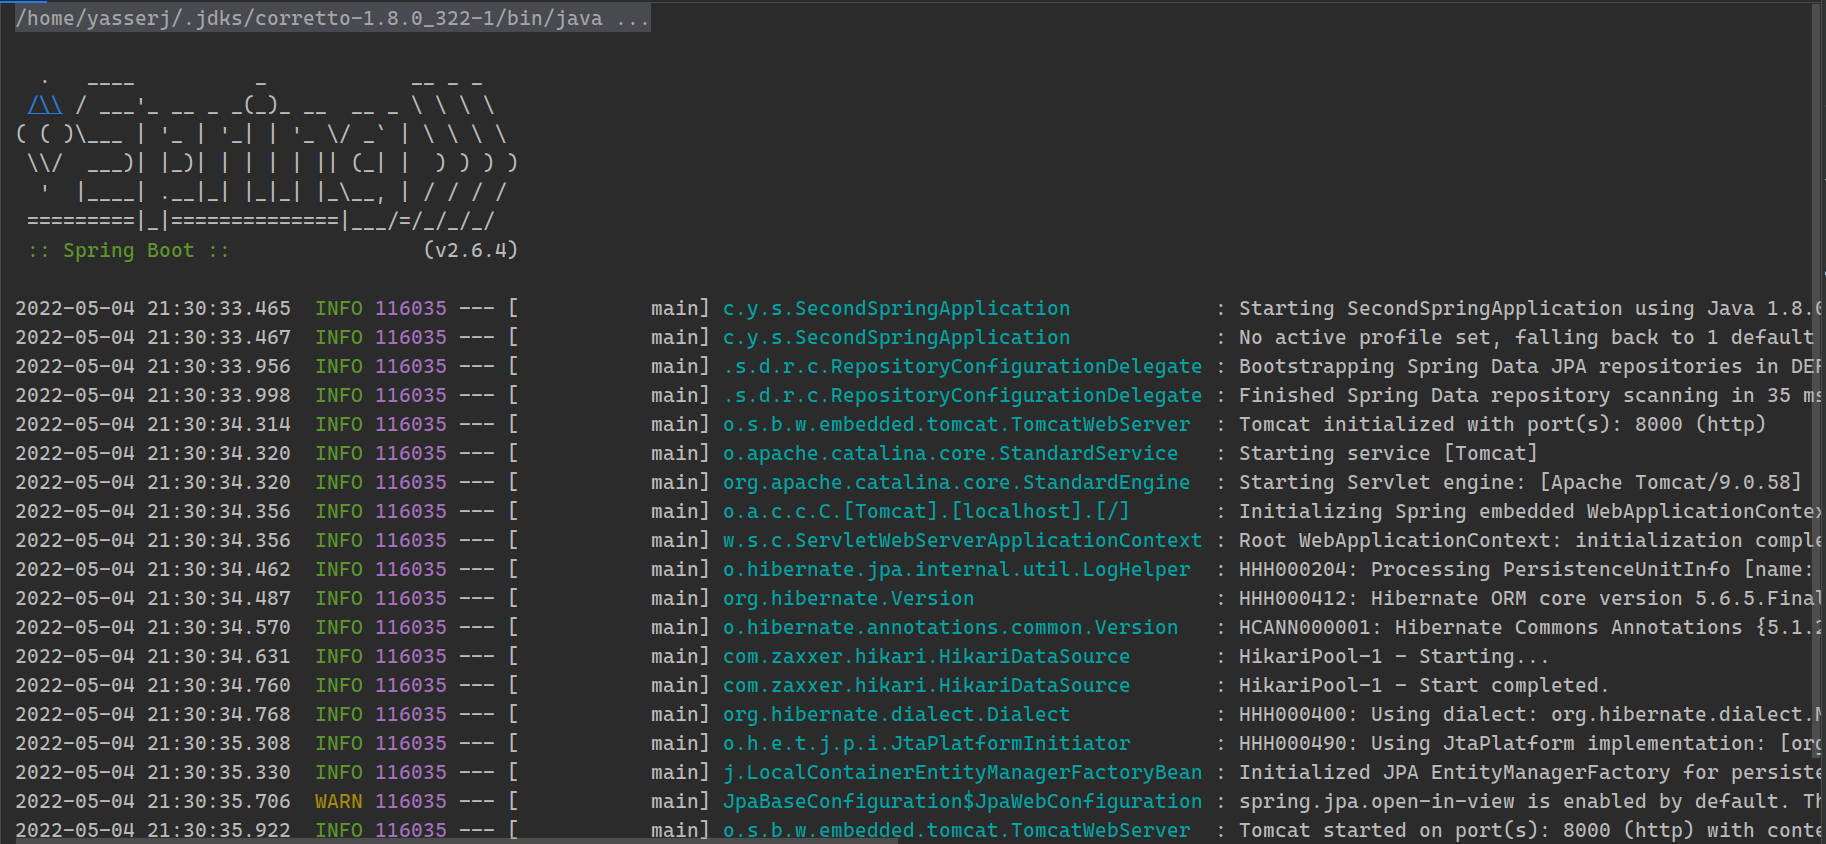 /home/yasserj/.jdks/corretto-1.8.0_322-1/bin/java ...
  .   ____          _            __ _ _
 /\\ / ___'_ __ _ _(_)_ __  __ _ \ \ \ \
( ( )\___ | '_ | '_| | '_ \/ _` | \ \ \ \
 \\/  ___)| |_)| | | | | || (_| |  ) ) ) )
  '  |____| .__|_| |_|_| |_\__, | / / / /
 =========|_|==============|___/=/_/_/_/
 :: Spring Boot ::                (v2.6.4)
2022-05-04 21:30:33.465  INFO 116035 --- [           main] c.y.s.SecondSpringApplication            : Starting SecondSpringApplication using Java 1.8.0
2022-05-04 21:30:33.467  INFO 116035 --- [           main] c.y.s.SecondSpringApplication            : No active profile set, falling back to 1 default
2022-05-04 21:30:33.956  INFO 116035 --- [           main] .s.d.r.c.RepositoryConfigurationDelegate : Bootstrapping Spring Data JPA repositories in DEF
2022-05-04 21:30:33.998  INFO 116035 --- [           main] .s.d.r.c.RepositoryConfigurationDelegate : Finished Spring Data repository scanning in 35 ms
2022-05-04 21:30:34.314  INFO 116035 --- [           main] o.s.b.w.embedded.tomcat.TomcatWebServer  : Tomcat initialized with port(s): 8000 (http)
2022-05-04 21:30:34.320  INFO 116035 --- [           main] o.apache.catalina.core.StandardService   : Starting service [Tomcat]
2022-05-04 21:30:34.320  INFO 116035 --- [           main] org.apache.catalina.core.StandardEngine  : Starting Servlet engine: [Apache Tomcat/9.0.58]
2022-05-04 21:30:34.356  INFO 116035 --- [           main] o.a.c.c.C.[Tomcat].[localhost].[/]       : Initializing Spring embedded WebApplicationContex
2022-05-04 21:30:34.356  INFO 116035 --- [           main] w.s.c.ServletWebServerApplicationContext : Root WebApplicationContext: initialization comple
2022-05-04 21:30:34.462  INFO 116035 --- [           main] o.hibernate.jpa.internal.util.LogHelper  : HHH000204: Processing PersistenceUnitInfo [name:
2022-05-04 21:30:34.487  INFO 116035 --- [           main] org.hibernate.Version                    : HHH000412: Hibernate ORM core version 5.6.5.Final
2022-05-04 21:30:34.570  INFO 116035 --- [           main] o.hibernate.annotations.common.Version   : HCANN000001: Hibernate Commons Annotations {5.1.2
2022-05-04 21:30:34.631  INFO 116035 --- [           main] com.zaxxer.hikari.HikariDataSource       : HikariPool-1 - Starting...
2022-05-04 21:30:34.760  INFO 116035 --- [           main] com.zaxxer.hikari.HikariDataSource       : HikariPool-1 - Start completed.
2022-05-04 21:30:34.768  INFO 116035 --- [           main] org.hibernate.dialect.Dialect            : HHH000400: Using dialect: org.hibernate.dialect.M
2022-05-04 21:30:35.308  INFO 116035 --- [           main] o.h.e.t.j.p.i.JtaPlatformInitiator       : HHH000490: Using JtaPlatform implementation: [org
2022-05-04 21:30:35.330  INFO 116035 --- [           main] j.LocalContainerEntityManagerFactoryBean : Initialized JPA EntityManagerFactory for persiste
2022-05-04 21:30:35.706  WARN 116035 --- [           main] JpaBaseConfiguration$JpaWebConfiguration : spring.jpa.open-in-view is enabled by default. Th
2022-05-04 21:30:35.922  INFO 116035 --- [           main] o.s.b.w.embedded.tomcat.TomcatWebServer  : Tomcat started on port(s): 8000 (http) with conte